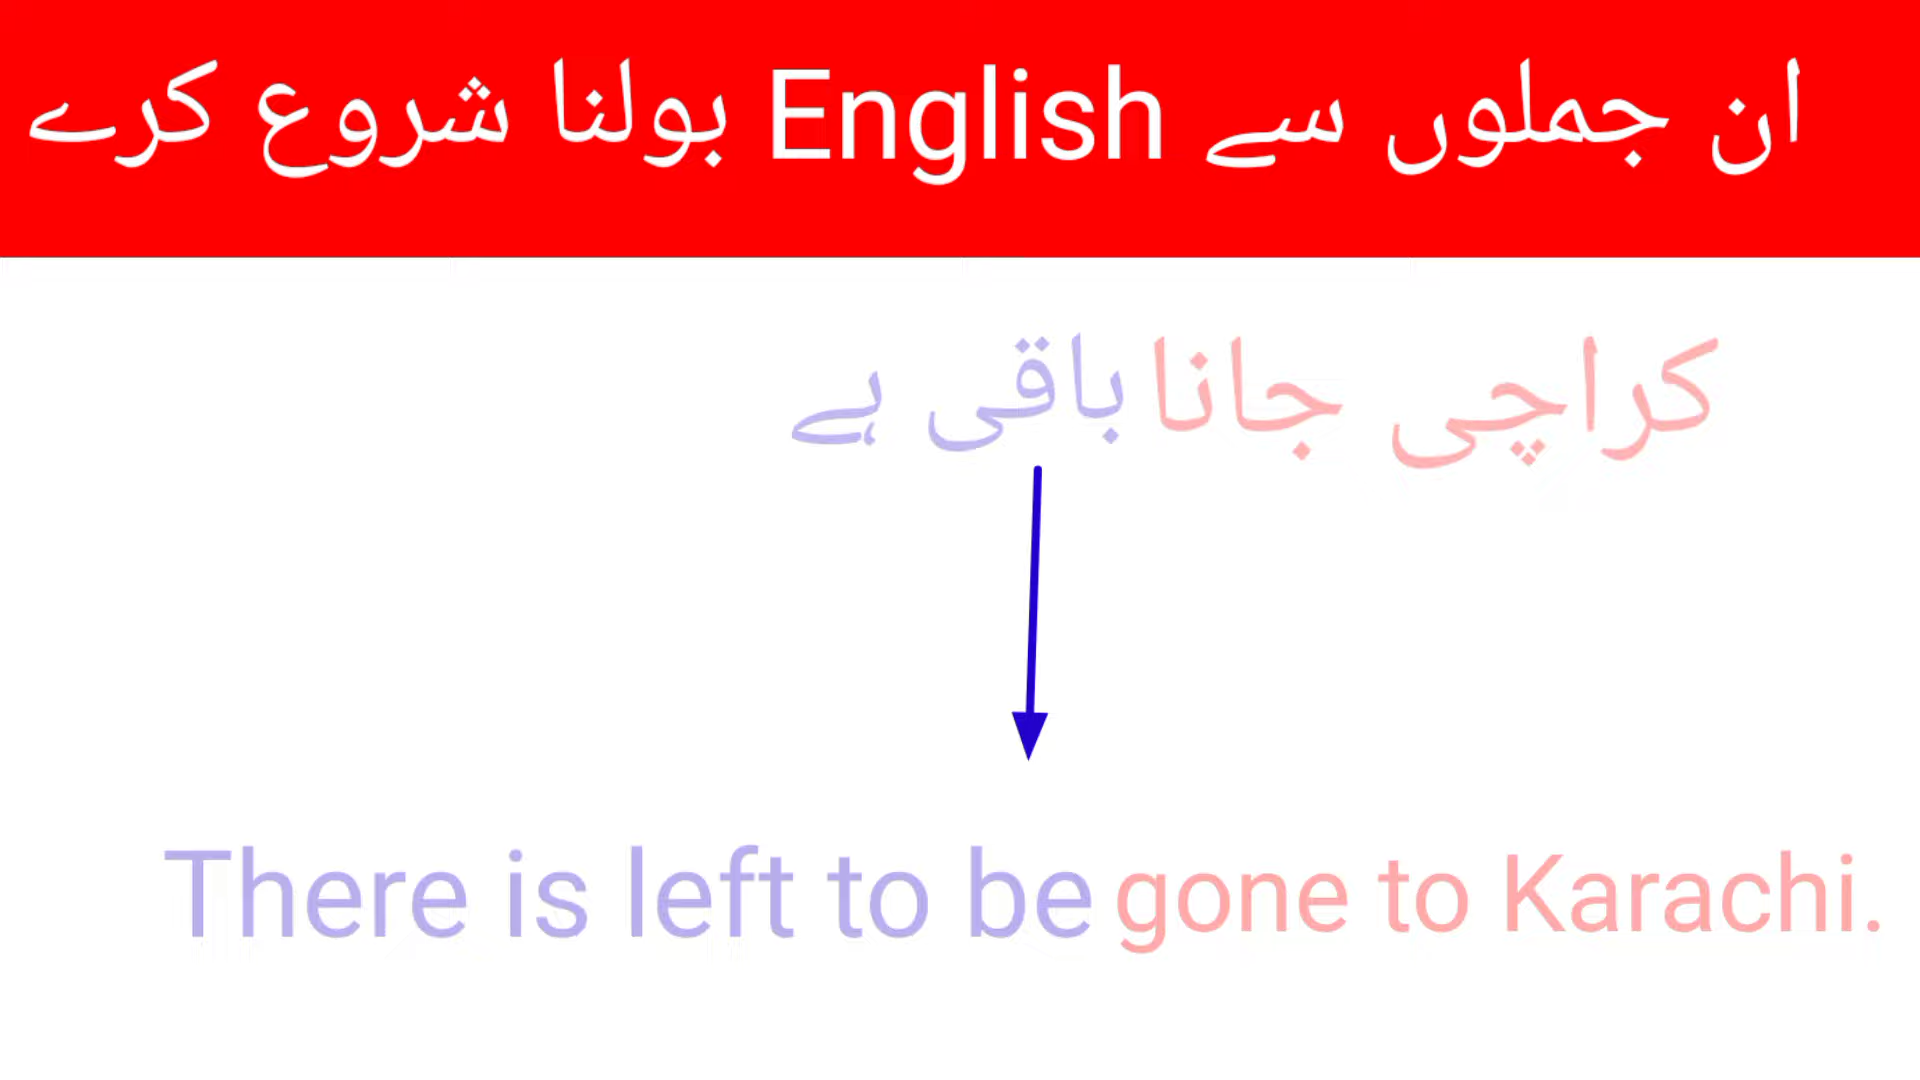 ان جملوں سے English بولنا شروع کرے
کراچی جانا باقی ہے
There is left to be gone to Karachi.